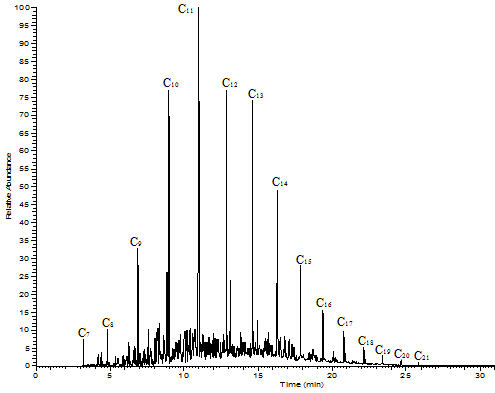 C₁₁
C₁₀
C₁₂
C₁₃
C₁₄
C₉
C₁₅
C₁₆
C₇
C₈
C₁₇
C₁₈
C₁₉
C₂₀
C₂₁
100
95
90
85
80
75
70
65
60
55
50
45
40
35
30
25
20
15
10
5
0
Relative Abundance
0 5 10 15 20 25 30
Time (min)